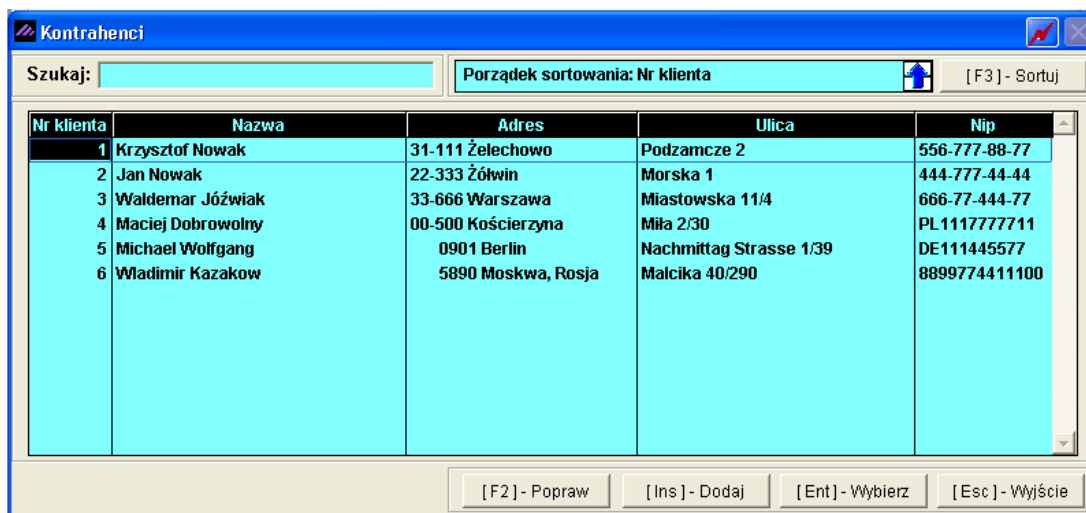 Kontrahenci
Szukaj: Porządek sortowania: Nr klienta [F3] - Sortuj
Nr klienta Nazwa Adres Ulica Nip
1 Krzysztof Nowak 31-111 Żelechowo Podzamcze 2 556-777-88-77
2 Jan Nowak 22-333 Żółwin Morska 1 444-777-44-44
3 Waldemar Jóźwiak 33-666 Warszawa Miastowska 11/4 666-77-444-77
4 Maciej Dobrowolny 00-500 Kościerzyna Miła 2/30 PL1117777711
5 Michael Wolfgang 0901 Berlin Nachmittag Strasse 1/39 DE111445577
6 Wladimir Kazakow 5890 Moskwa, Rosja Malcika 40/290 8899774411100
[F2] - Popraw [Ins] - Dodaj [Ent] - Wybierz [Esc] - Wyjście